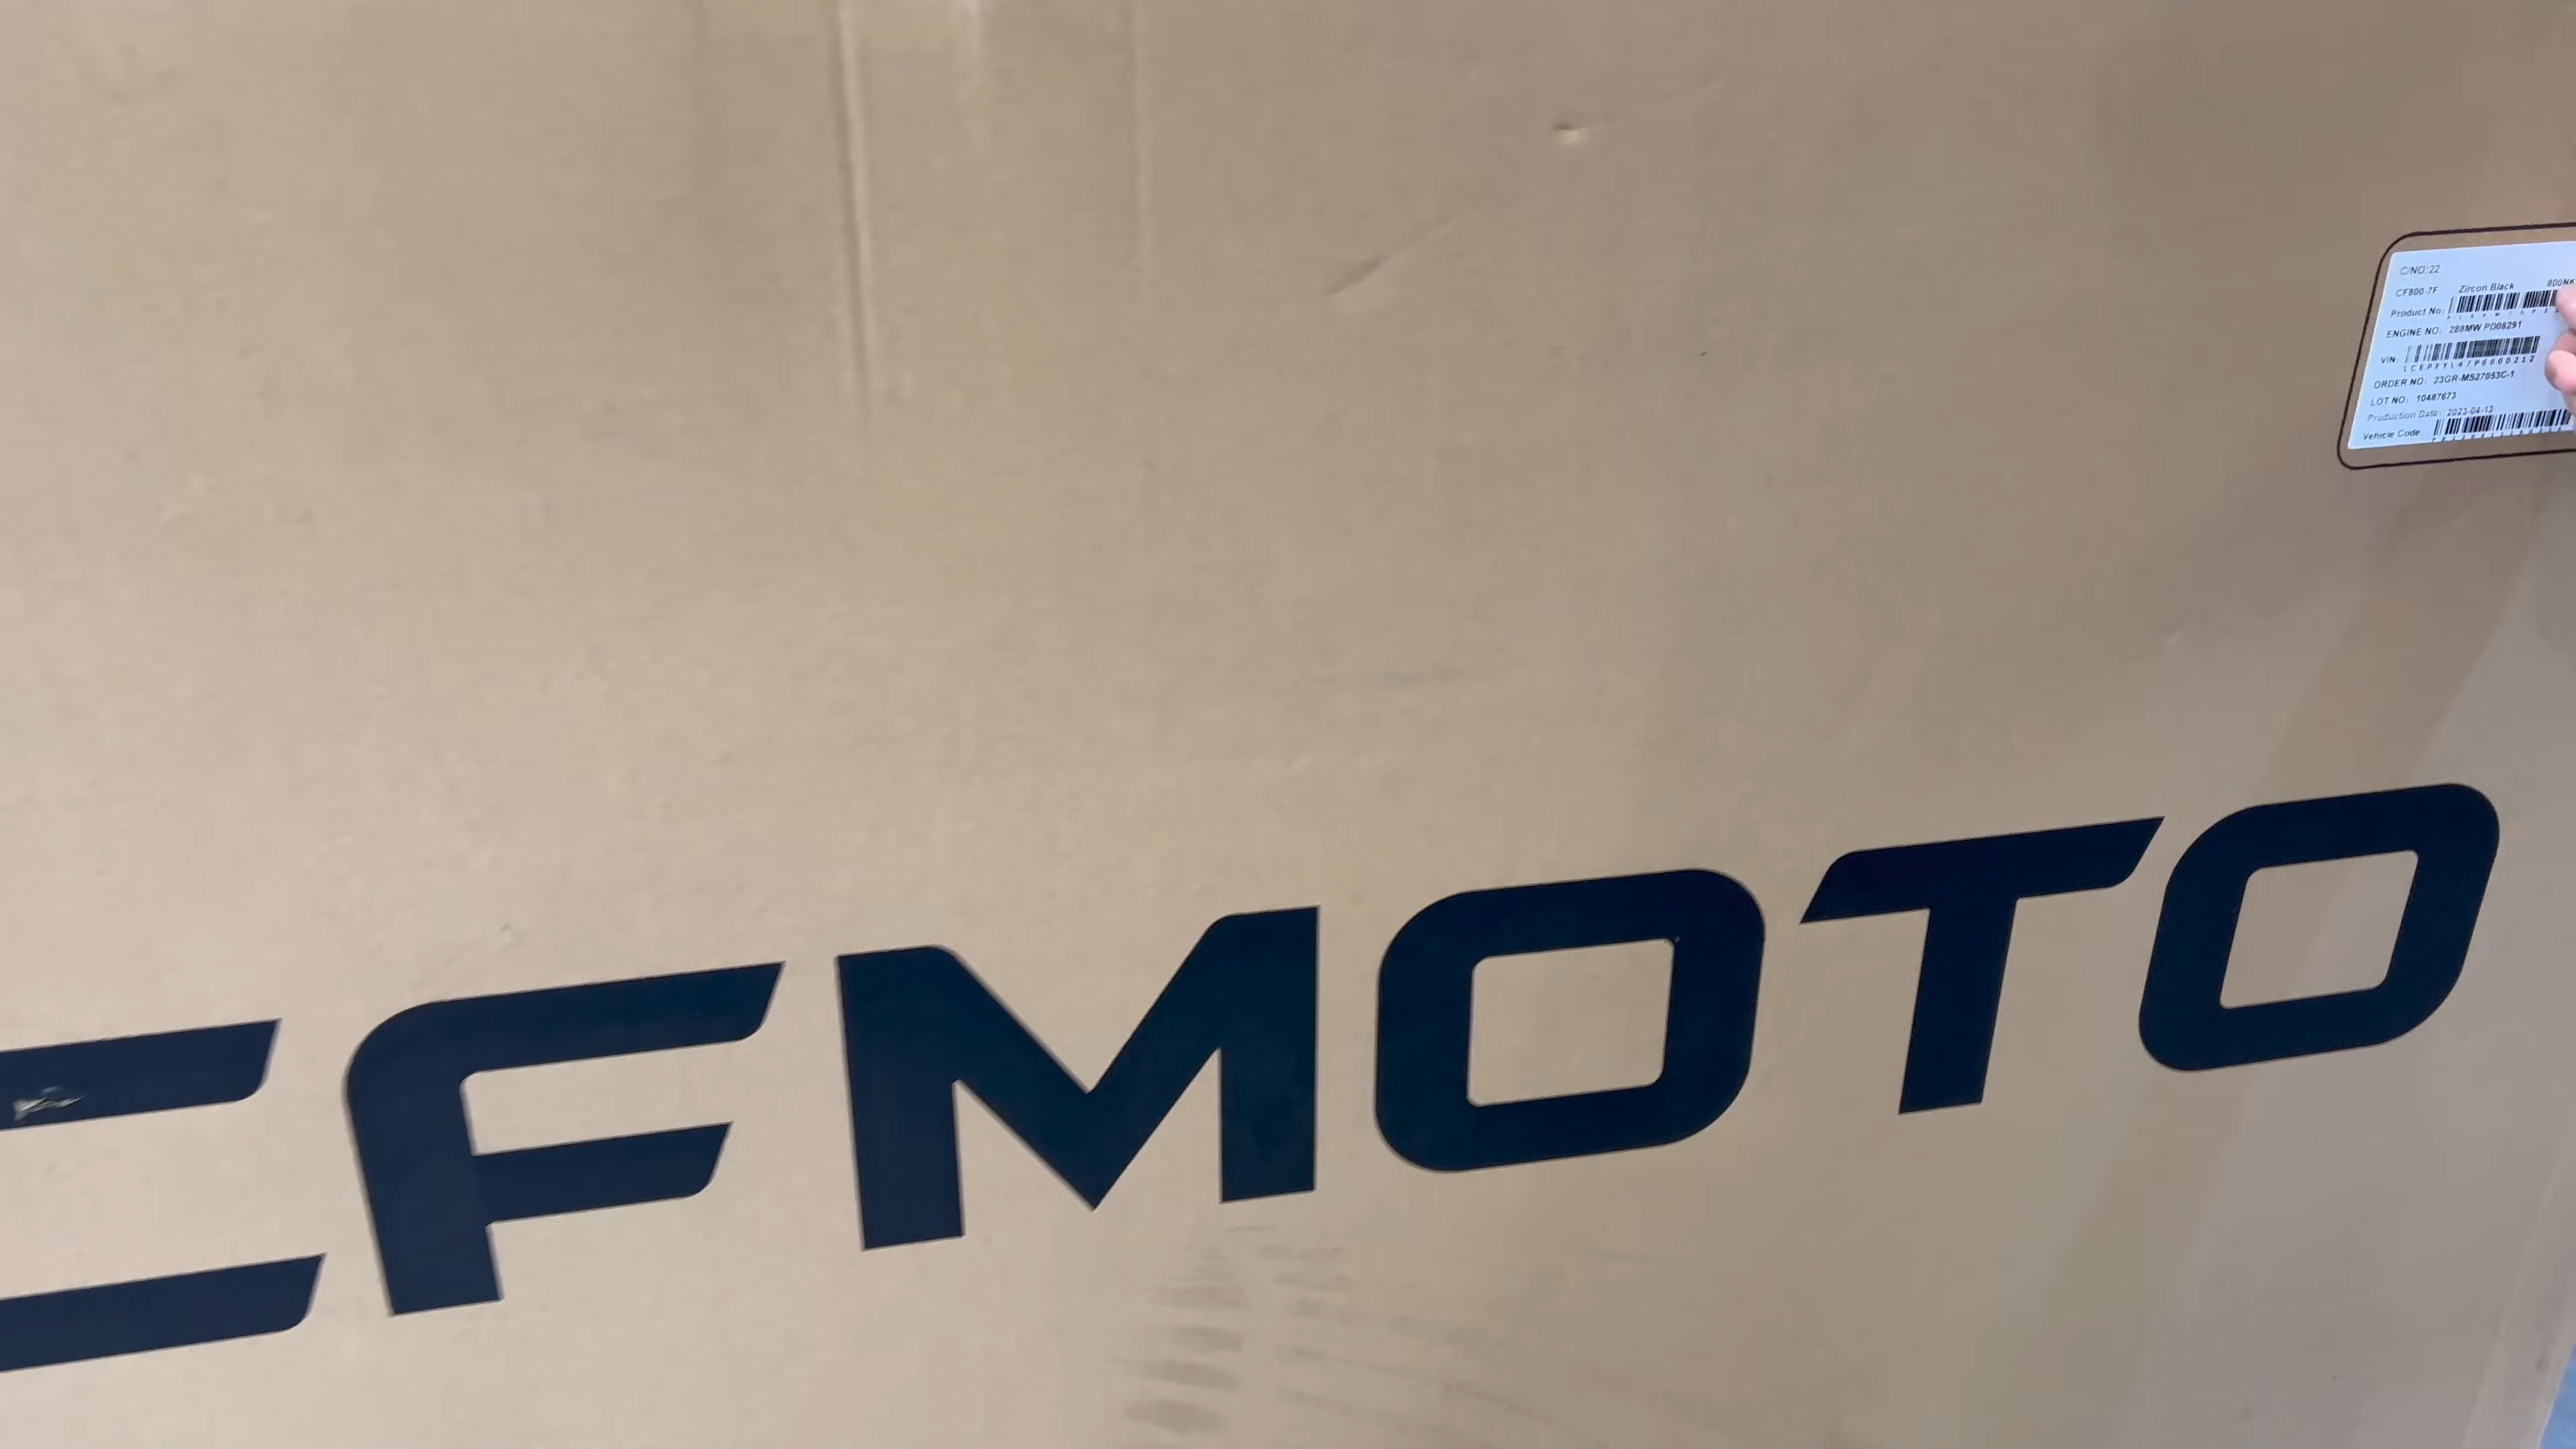 C/NO: 22
CF800-7F Zircon Black 800NK
Product No:
ENGINE NO: 288MW PD08291
VIN:
ORDER NO: 23GR-MS27053C-1
LOT NO: 10487673
Production Date: 2023-04-13
Vehicle Code:
CFMOTO